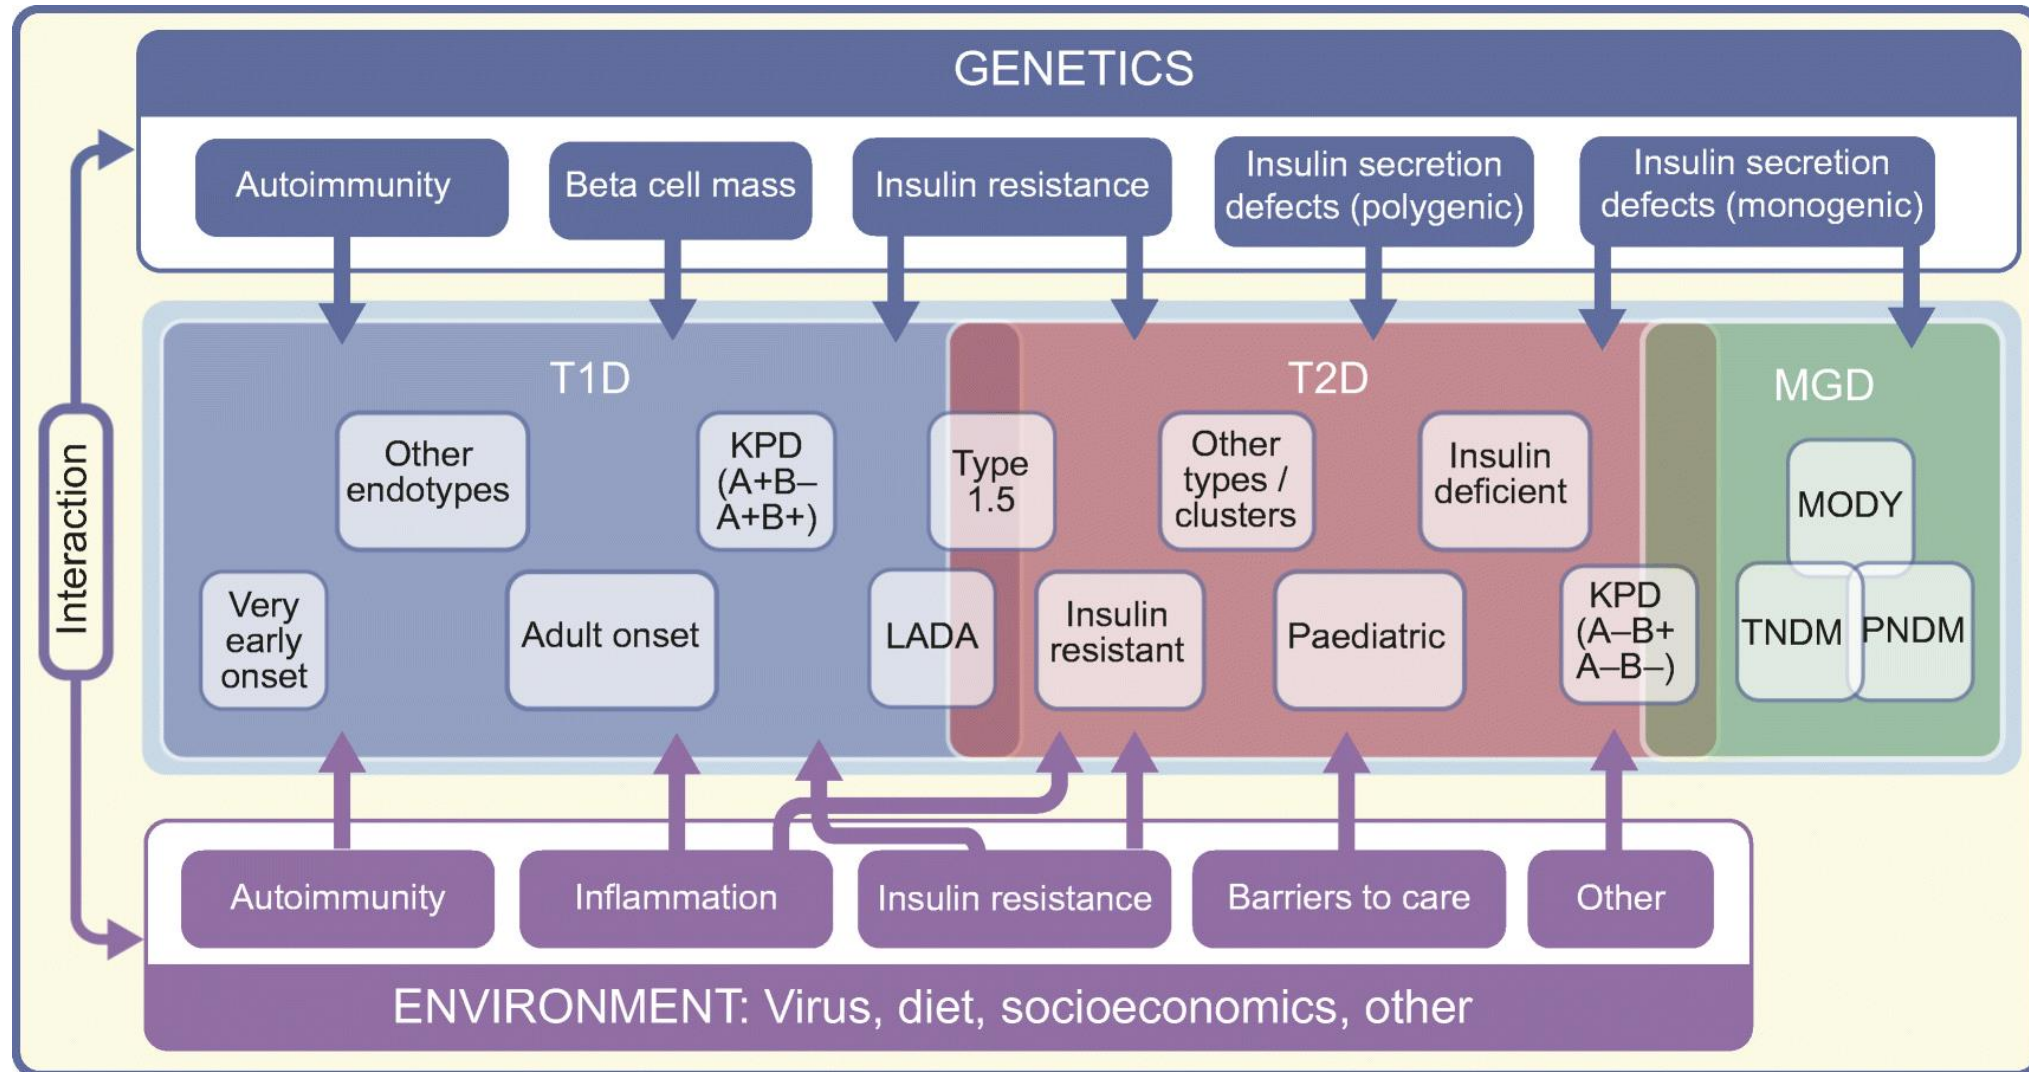 GENETICS
Autoimmunity
Beta cell mass
Insulin resistance
Insulin secretion
defects (polygenic)
Insulin secretion
defects (monogenic)
Interaction
T1D
T2D
MGD
Other
endotypes
KPD
(A+B–
A+B+)
Type
1.5
Other
types /
clusters
Insulin
deficient
MODY
Very
early
onset
Adult onset
LADA
Insulin
resistant
Paediatric
KPD
(A–B+
A–B–)
TNDM
PNDM
Autoimmunity
Inflammation
Insulin resistance
Barriers to care
Other
ENVIRONMENT: Virus, diet, socioeconomics, other